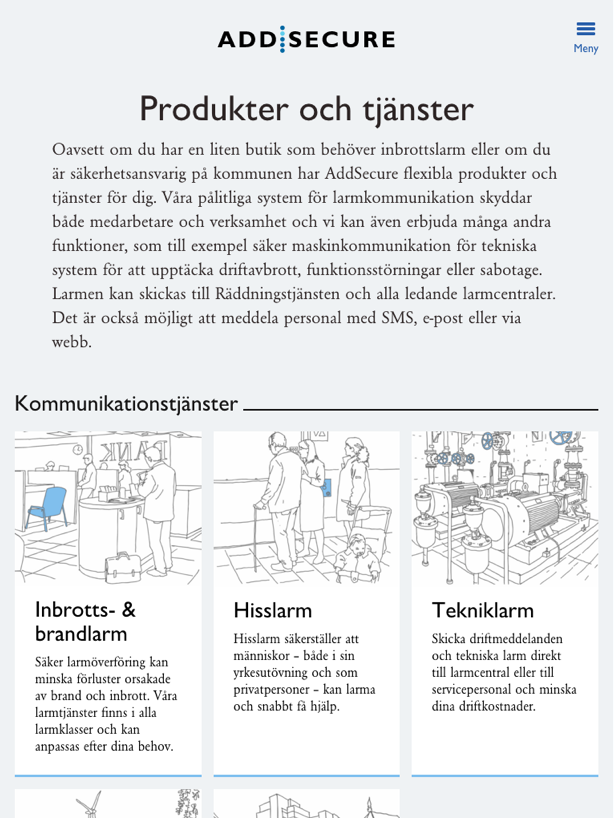 ADDSECURE
Meny
Produkter och tjänster
Oavsett om du har en liten butik som behöver inbrottslarm eller om du
är säkerhetsansvarig på kommunen har AddSecure flexibla produkter och
tjänster för dig. Våra pålitliga system för larmkommunikation skyddar
både medarbetare och verksamhet och vi kan även erbjuda många andra
funktioner, som till exempel säker maskinkommunikation för tekniska
system för att upptäcka driftavbrott, funktionsstörningar eller sabotage.
Larmen kan skickas till Räddningstjänsten och alla ledande larmcentraler.
Det är också möjligt att meddela personal med SMS, e-post eller via
webb.
Kommunikationstjänster
BANK
Inbrotts- &
brandlarm
Säker larmöverföring kan
minska förluster orsakade
av brand och inbrott. Våra
larmtjänster finns i alla
larmklasser och kan
anpassas efter dina behov.
Hisslarm
Hisslarm säkerställer att
människor – både i sin
yrkesutövning och som
privatpersoner – kan larma
och snabbt få hjälp.
Tekniklarm
Skicka driftmeddelanden
och tekniska larm direkt
till larmcentral eller till
servicepersonal och minska
dina driftkostnader.